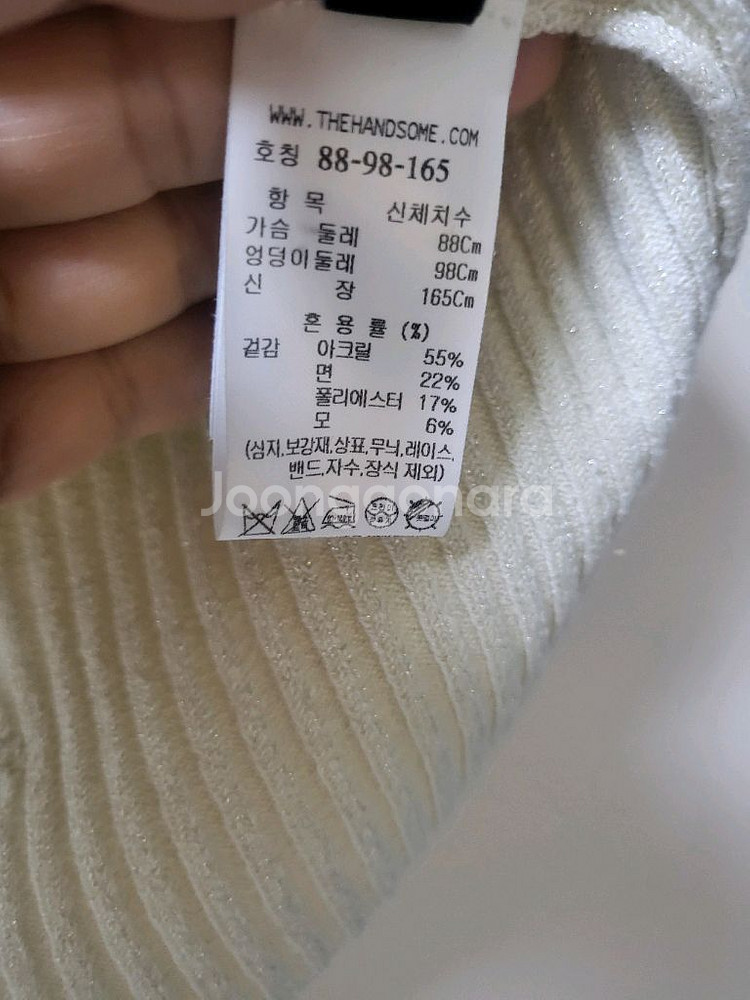 WWW.THEHANDSOME.COM
호칭 88-98-165
항 목 신체치수
가슴 둘레 88Cm
엉덩이둘레 98Cm
신 장 165Cm
혼 용 률 (%)
겉감 아크릴 55%
면 22%
폴리에스터 17%
모 6%
(심지,보강재,상표,무늬,레이스,
밴드,자수,장식 제외)
Joonggonara